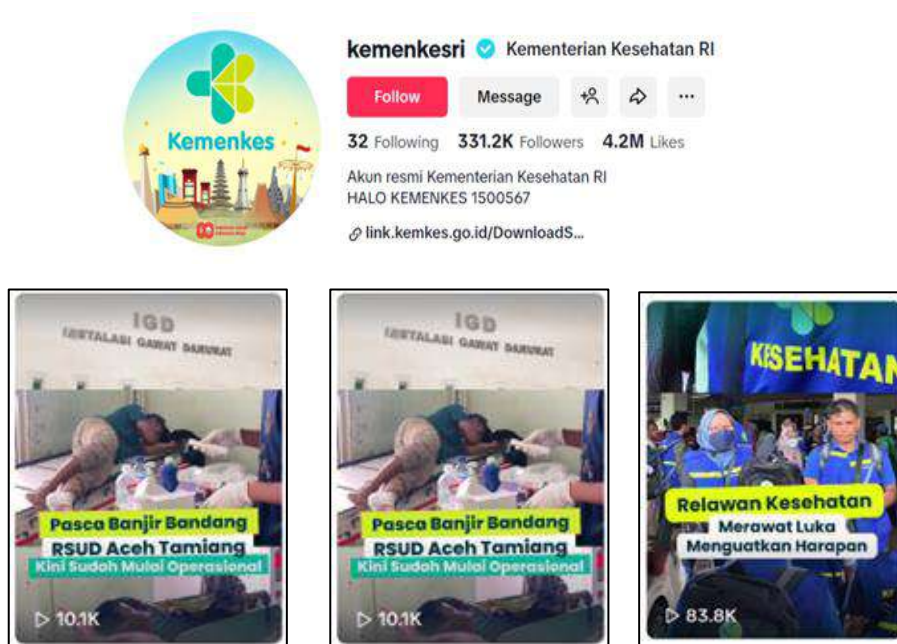 kemenkesri Kementerian Kesehatan RI
Follow Message
32 Following 331.2K Followers 4.2M Likes
Akun resmi Kementerian Kesehatan RI
HALO KEMENKES 1500567
link.kemkes.go.id/DownloadS...
Kemenkes
IGD
INSTALASI GAWAT DARURAT
Pasca Banjir Bandang
RSUD Aceh Tamiang
Kini Sudah Mulai Operasional
10.1K
IGD
INSTALASI GAWAT DARURAT
Pasca Banjir Bandang
RSUD Aceh Tamiang
Kini Sudah Mulai Operasional
10.1K
KESEHATAN
Relawan Kesehatan
Merawat Luka
Menguatkan Harapan
83.8K